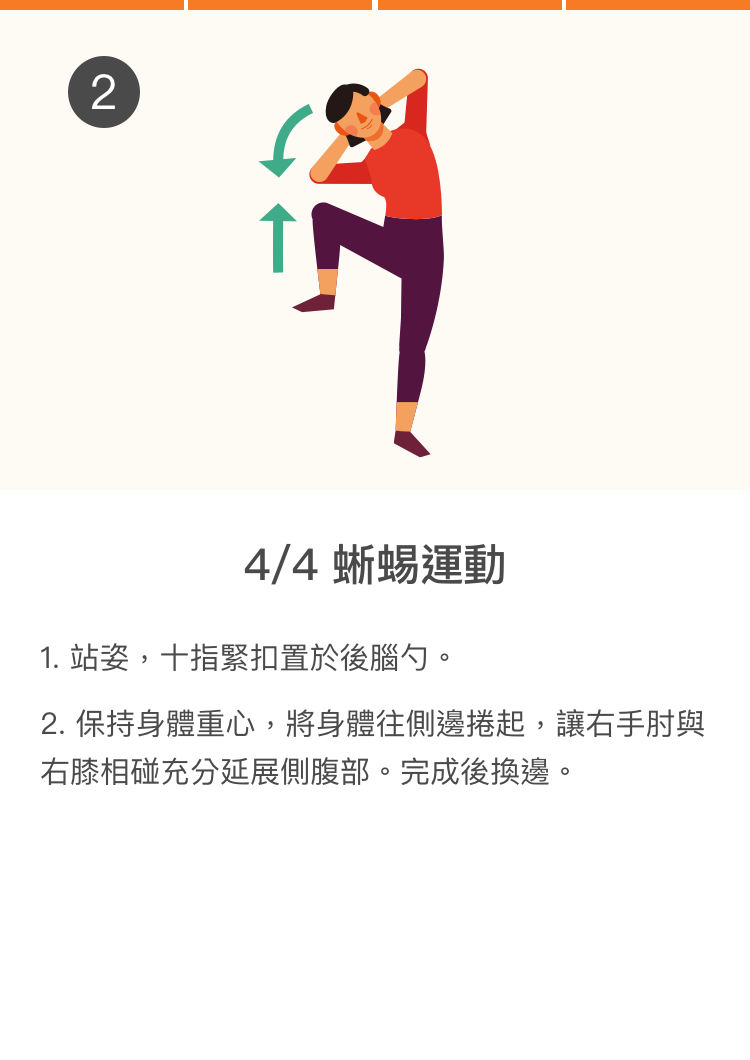 2
4/4 蜥蜴運動
1. 站姿，十指緊扣置於後腦勺。
2. 保持身體重心，將身體往側邊捲起，讓右手肘與
右膝相碰充分延展側腹部。完成後換邊。